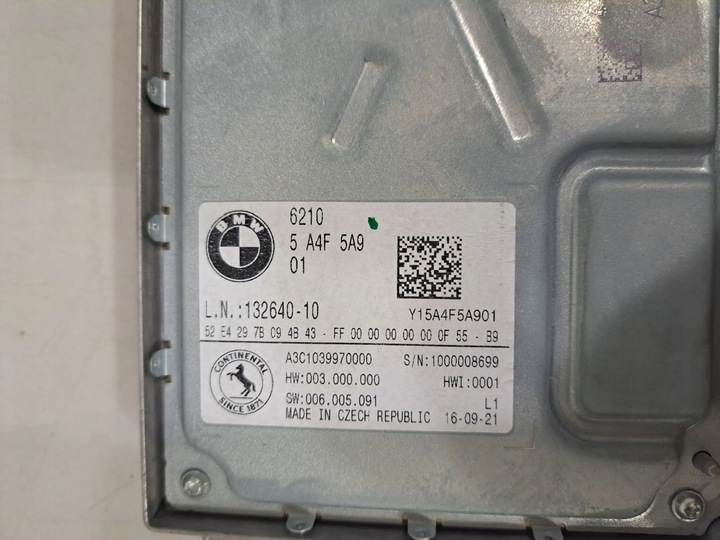 BMW
6210
5 A4F 5A9
01
L.N.:132640-10
Y15A4F5A901
52 E4 29 7B 09 4B 43 - FF 00 00 00 00 00 0F 55 - B9
CONTINENTAL
SINCE 1871
A3C1039970000 S/N:1000008699
HW:003.000.000 HWI:0001
SW:006.005.091 L1
MADE IN CZECH REPUBLIC 16-09-21